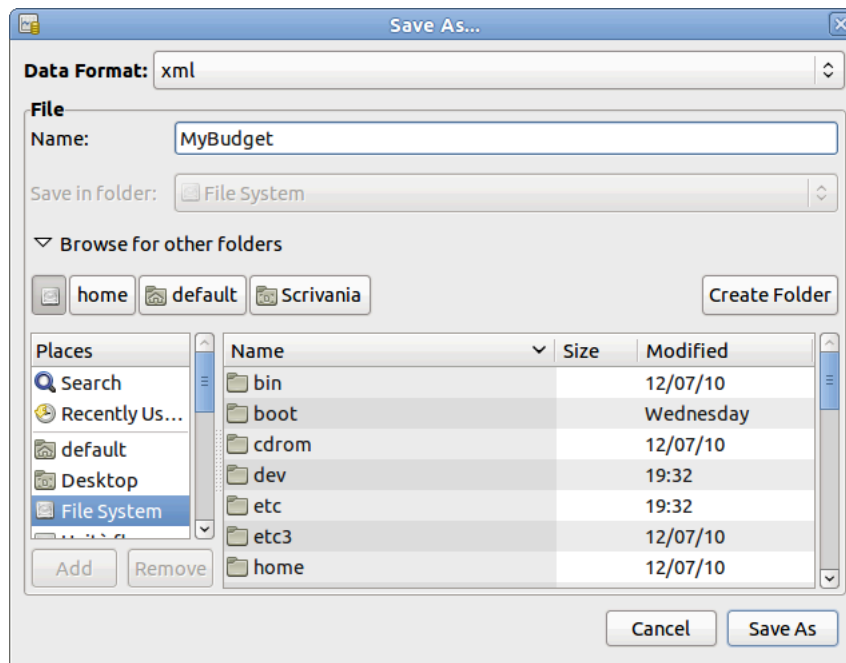 Save As...
Data Format: xml
File
Name: MyBudget
Save in folder: File System
Browse for other folders
home default Scrivania Create Folder
Places Name Size Modified
Search bin 12/07/10
Recently Us... boot Wednesday
default cdrom 12/07/10
Desktop dev 19:32
File System etc 19:32
etc3 12/07/10
Add Remove home 12/07/10
Cancel Save As